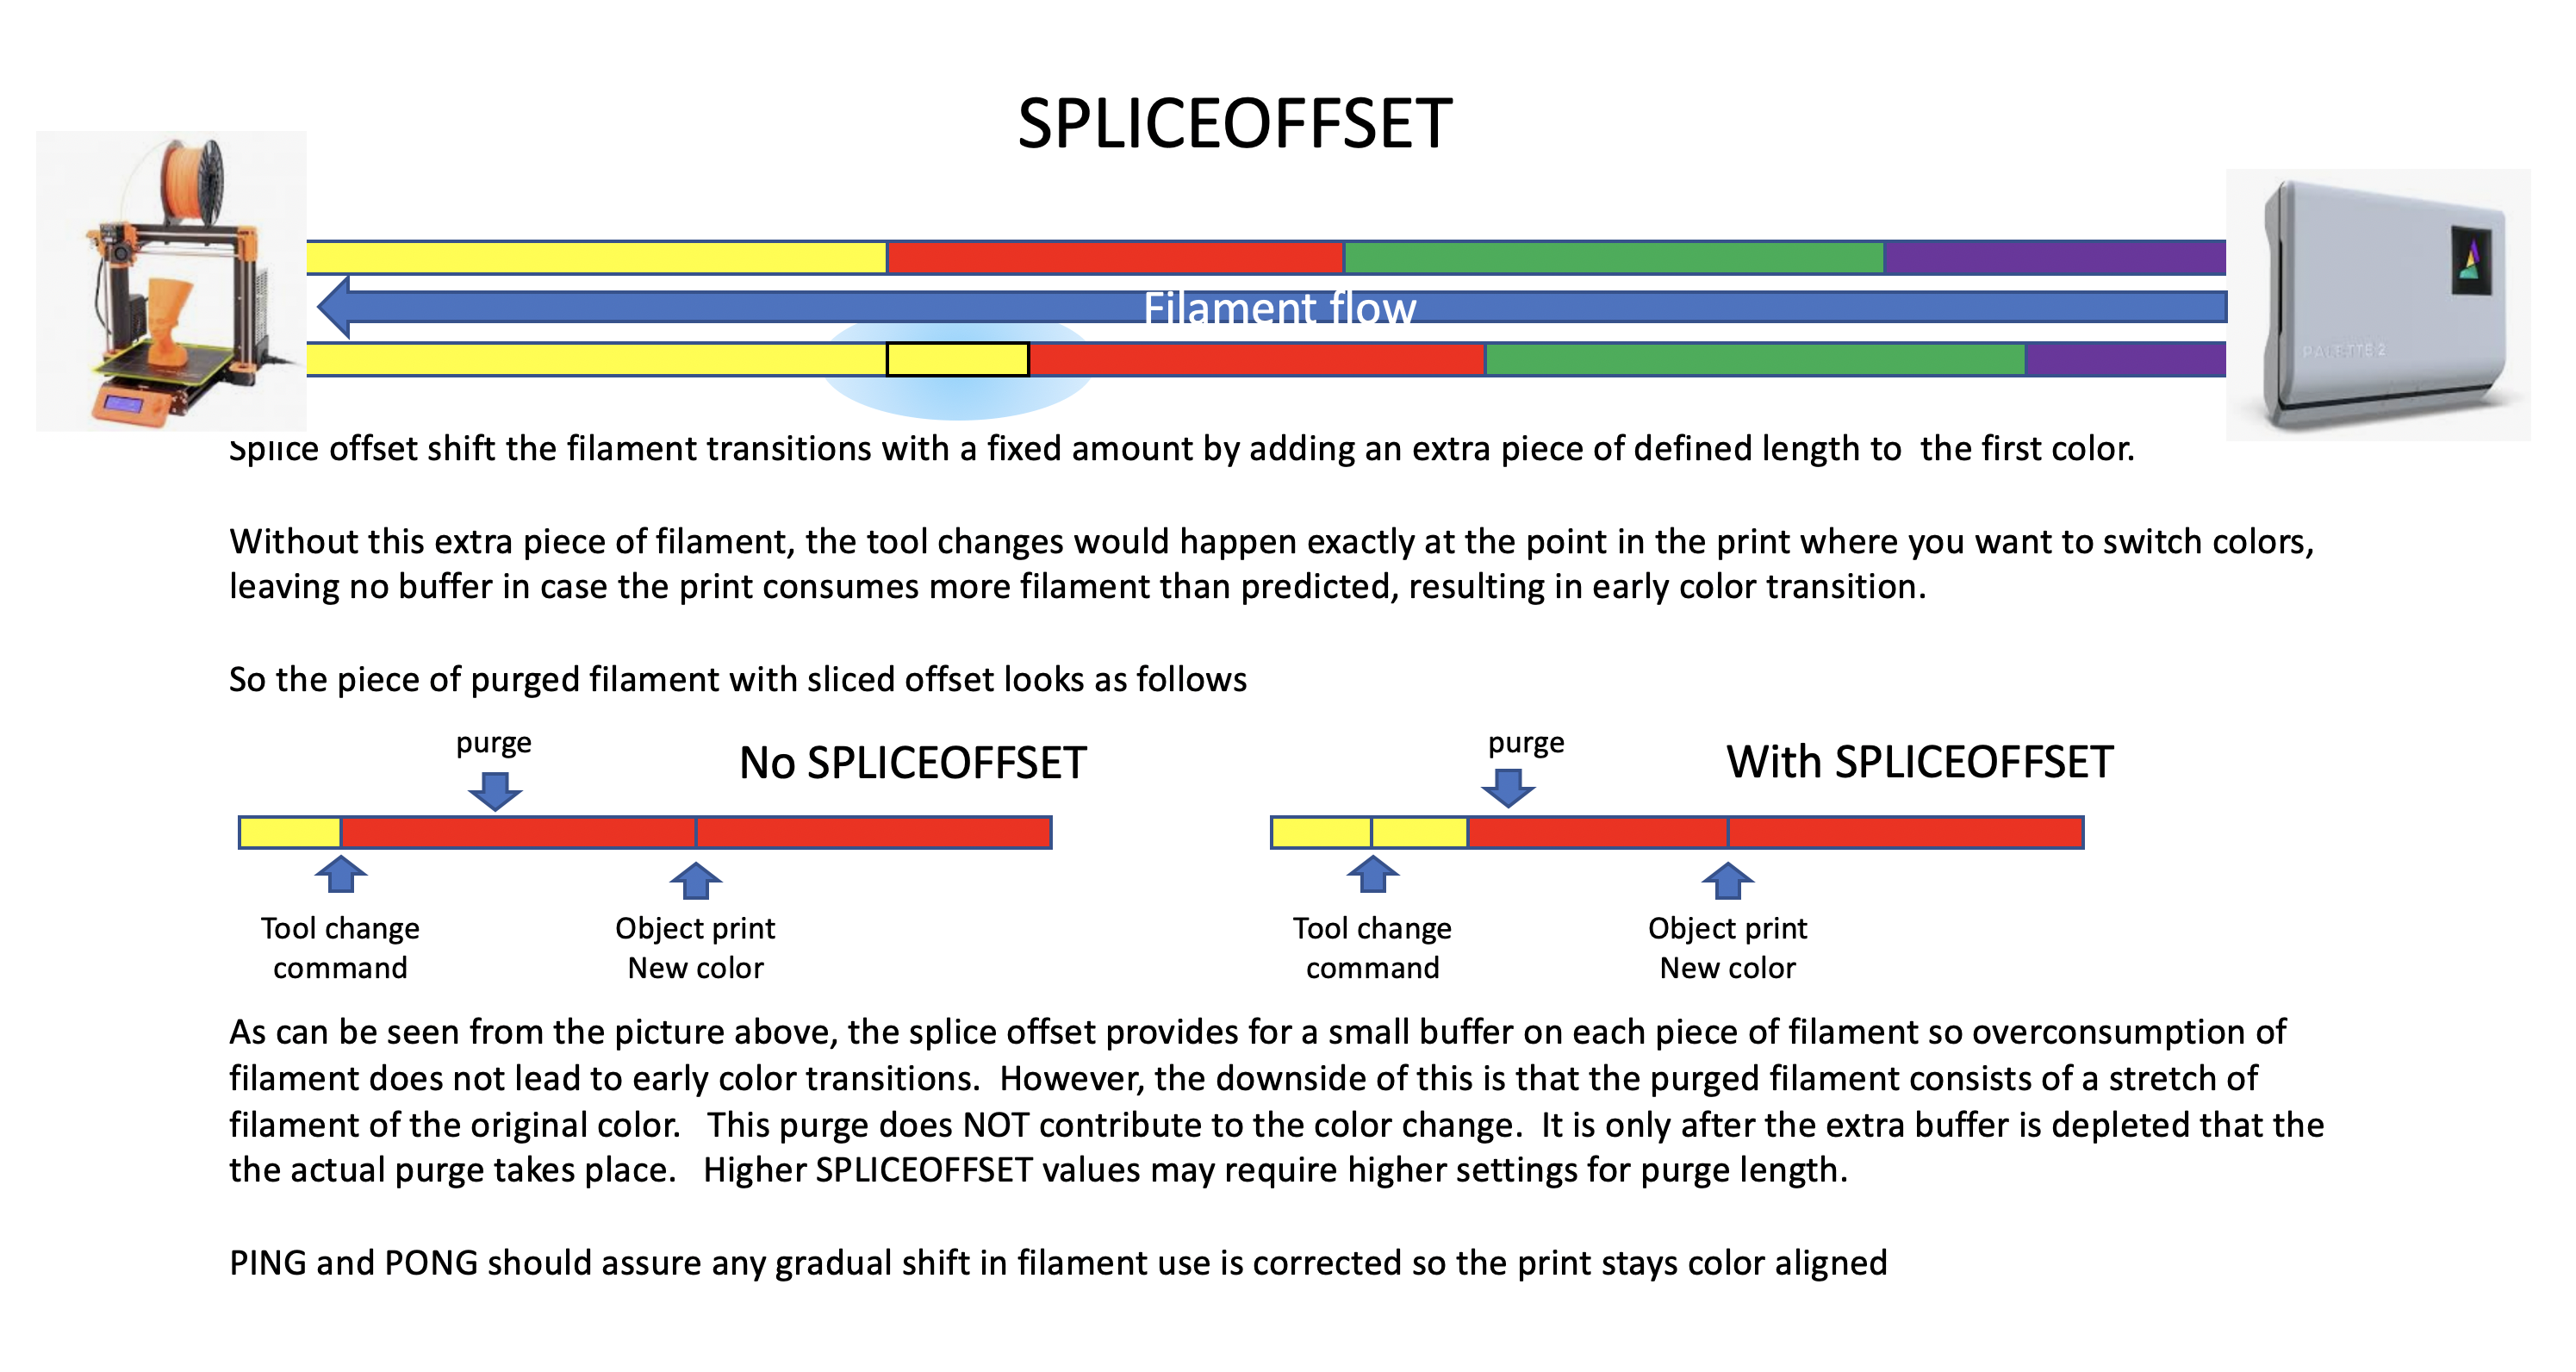 SPLICEOFFSET
Filament flow
PALETTE 2
Splice offset shift the filament transitions with a fixed amount by adding an extra piece of defined length to  the first color.
Without this extra piece of filament, the tool changes would happen exactly at the point in the print where you want to switch colors,
leaving no buffer in case the print consumes more filament than predicted, resulting in early color transition.
So the piece of purged filament with sliced offset looks as follows
purge
No SPLICEOFFSET
Tool change
command
Object print
New color
purge
With SPLICEOFFSET
Tool change
command
Object print
New color
As can be seen from the picture above, the splice offset provides for a small buffer on each piece of filament so overconsumption of
filament does not lead to early color transitions.  However, the downside of this is that the purged filament consists of a stretch of
filament of the original color.   This purge does NOT contribute to the color change.  It is only after the extra buffer is depleted that the
the actual purge takes place.   Higher SPLICEOFFSET values may require higher settings for purge length.
PING and PONG should assure any gradual shift in filament use is corrected so the print stays color aligned